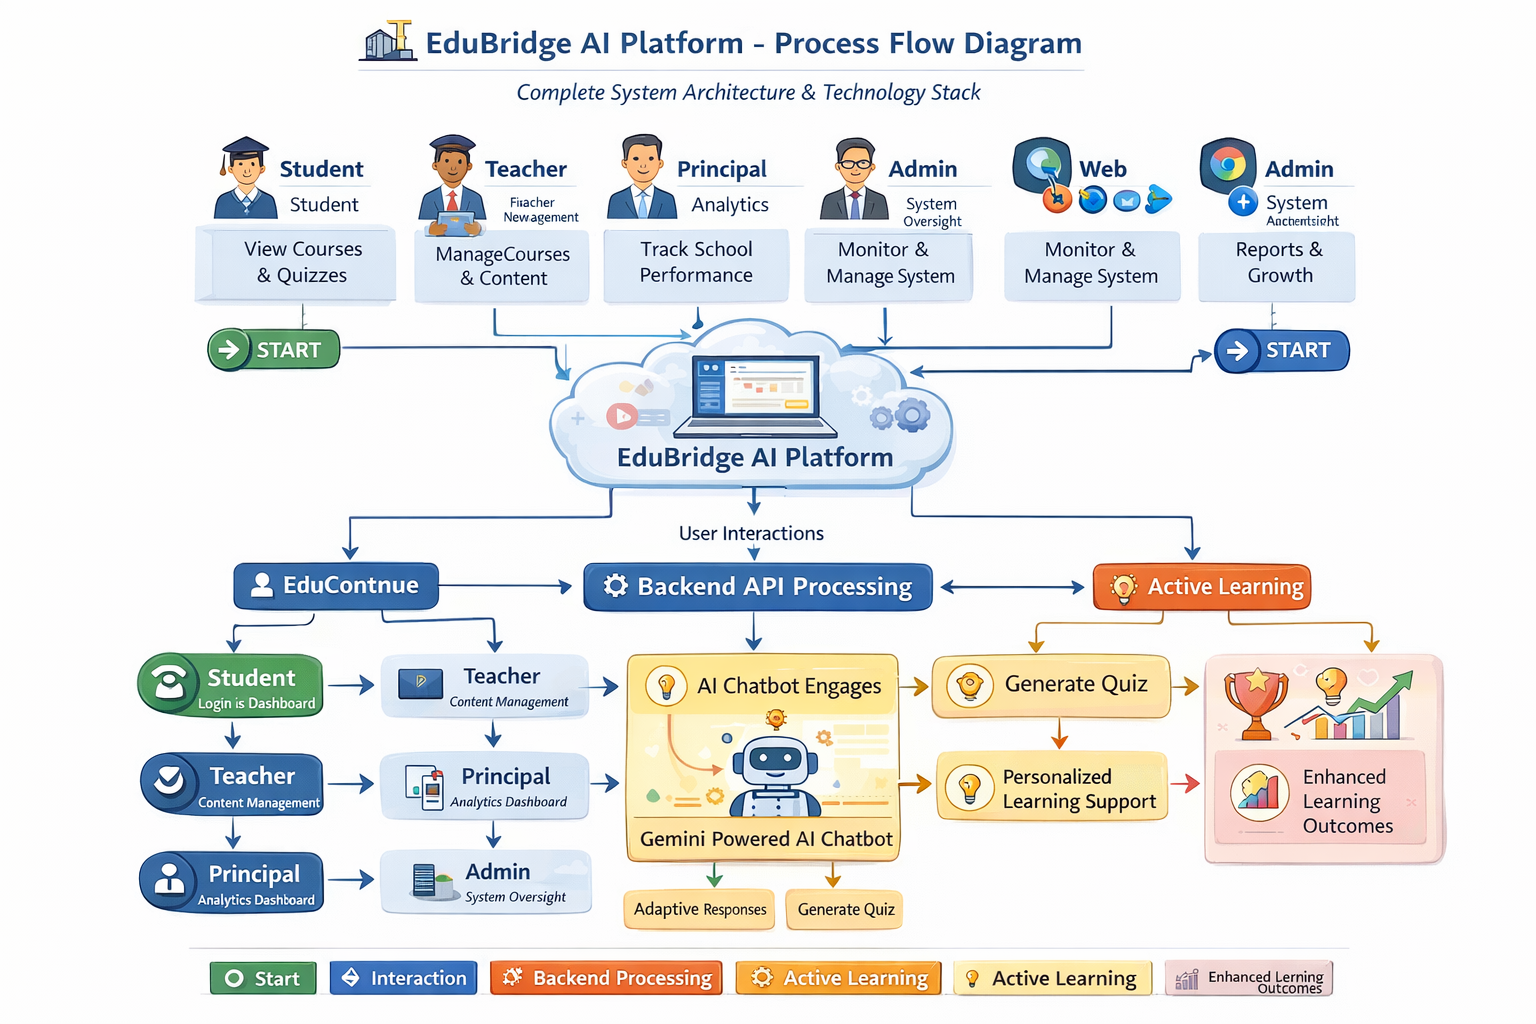 EduBridge AI Platform - Process Flow Diagram
Complete System Architecture & Technology Stack
Student
Student
View Courses
& Quizzes
Teacher
Fiıacher
Newagement
ManageCourses
& Content
Principal
Analytics
Track School
Performance
Admin
System
Oversight
Monitor &
Manage System
Web
Monitor &
Manage System
Admin
System
Reports &
Growth
START
START
EduBridge AI Platform
User Interactions
EduContnue
Backend API Processing
Active Learning
Student
Login is Dashboard
Teacher
Content Management
AI Chatbot Engages
Generate Quiz
Teacher
Content Management
Principal
Analytics Dashboard
Personalized
Learning Support
Enhanced
Learning
Outcomes
Gemini Powered AI Chatbot
Principal
Analytics Dashboard
Admin
System Oversight
Adaptive Responses
Generate Quiz
Start
Interaction
Backend Processing
Active Learning
Active Learning
Enhanced Lerning
Outcomes